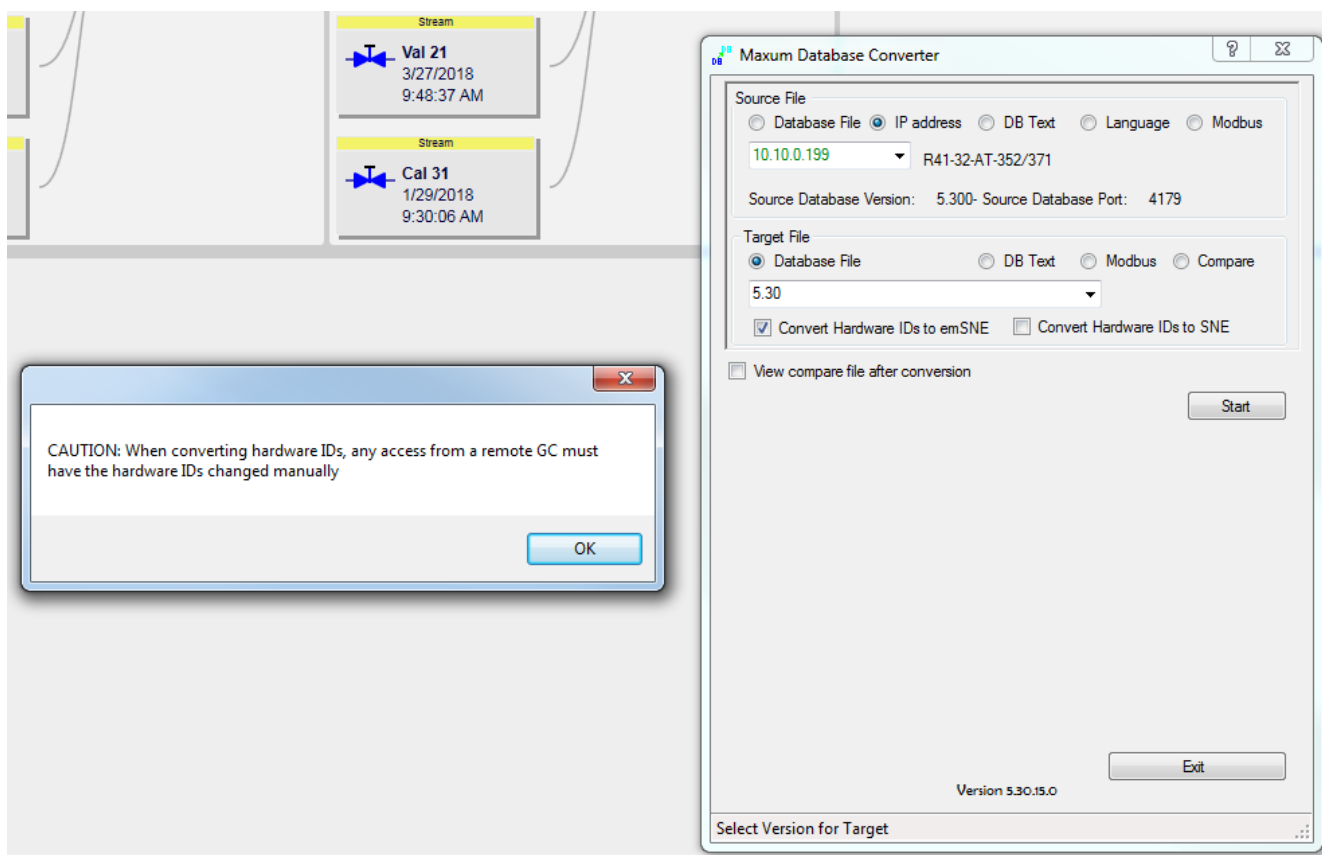 Stream
Val 21
3/27/2018
9:48:37 AM
Stream
Cal 31
1/29/2018
9:30:06 AM
CAUTION: When converting hardware IDs, any access from a remote GC must
have the hardware IDs changed manually
OK
DB
DB
Maxum Database Converter
Source File
Database File IP address DB Text Language Modbus
10.10.0.199 R41-32-AT-352/371
Source Database Version: 5.300- Source Database Port: 4179
Target File
Database File DB Text Modbus Compare
5.30
Convert Hardware IDs to emSNE Convert Hardware IDs to SNE
View compare file after conversion
Start
Exit
Version 5.30.15.0
Select Version for Target